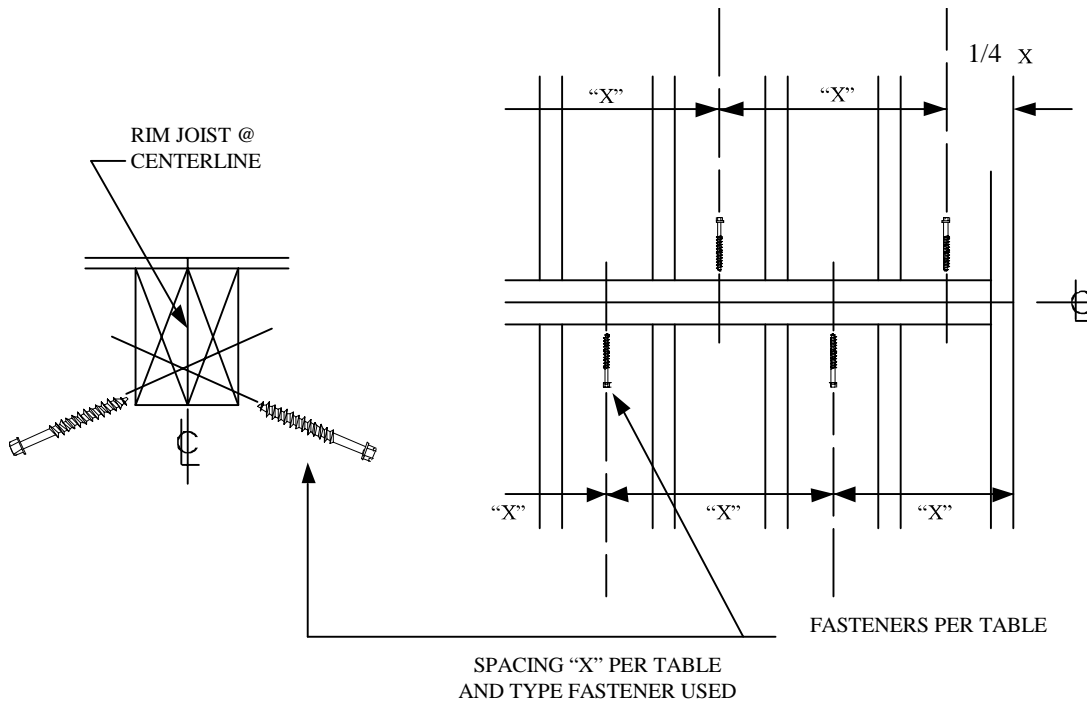 1/4 X
“X” “X”
RIM JOIST @
CENTERLINE
℄
℄
“X” “X” “X”
FASTENERS PER TABLE
SPACING “X” PER TABLE
AND TYPE FASTENER USED